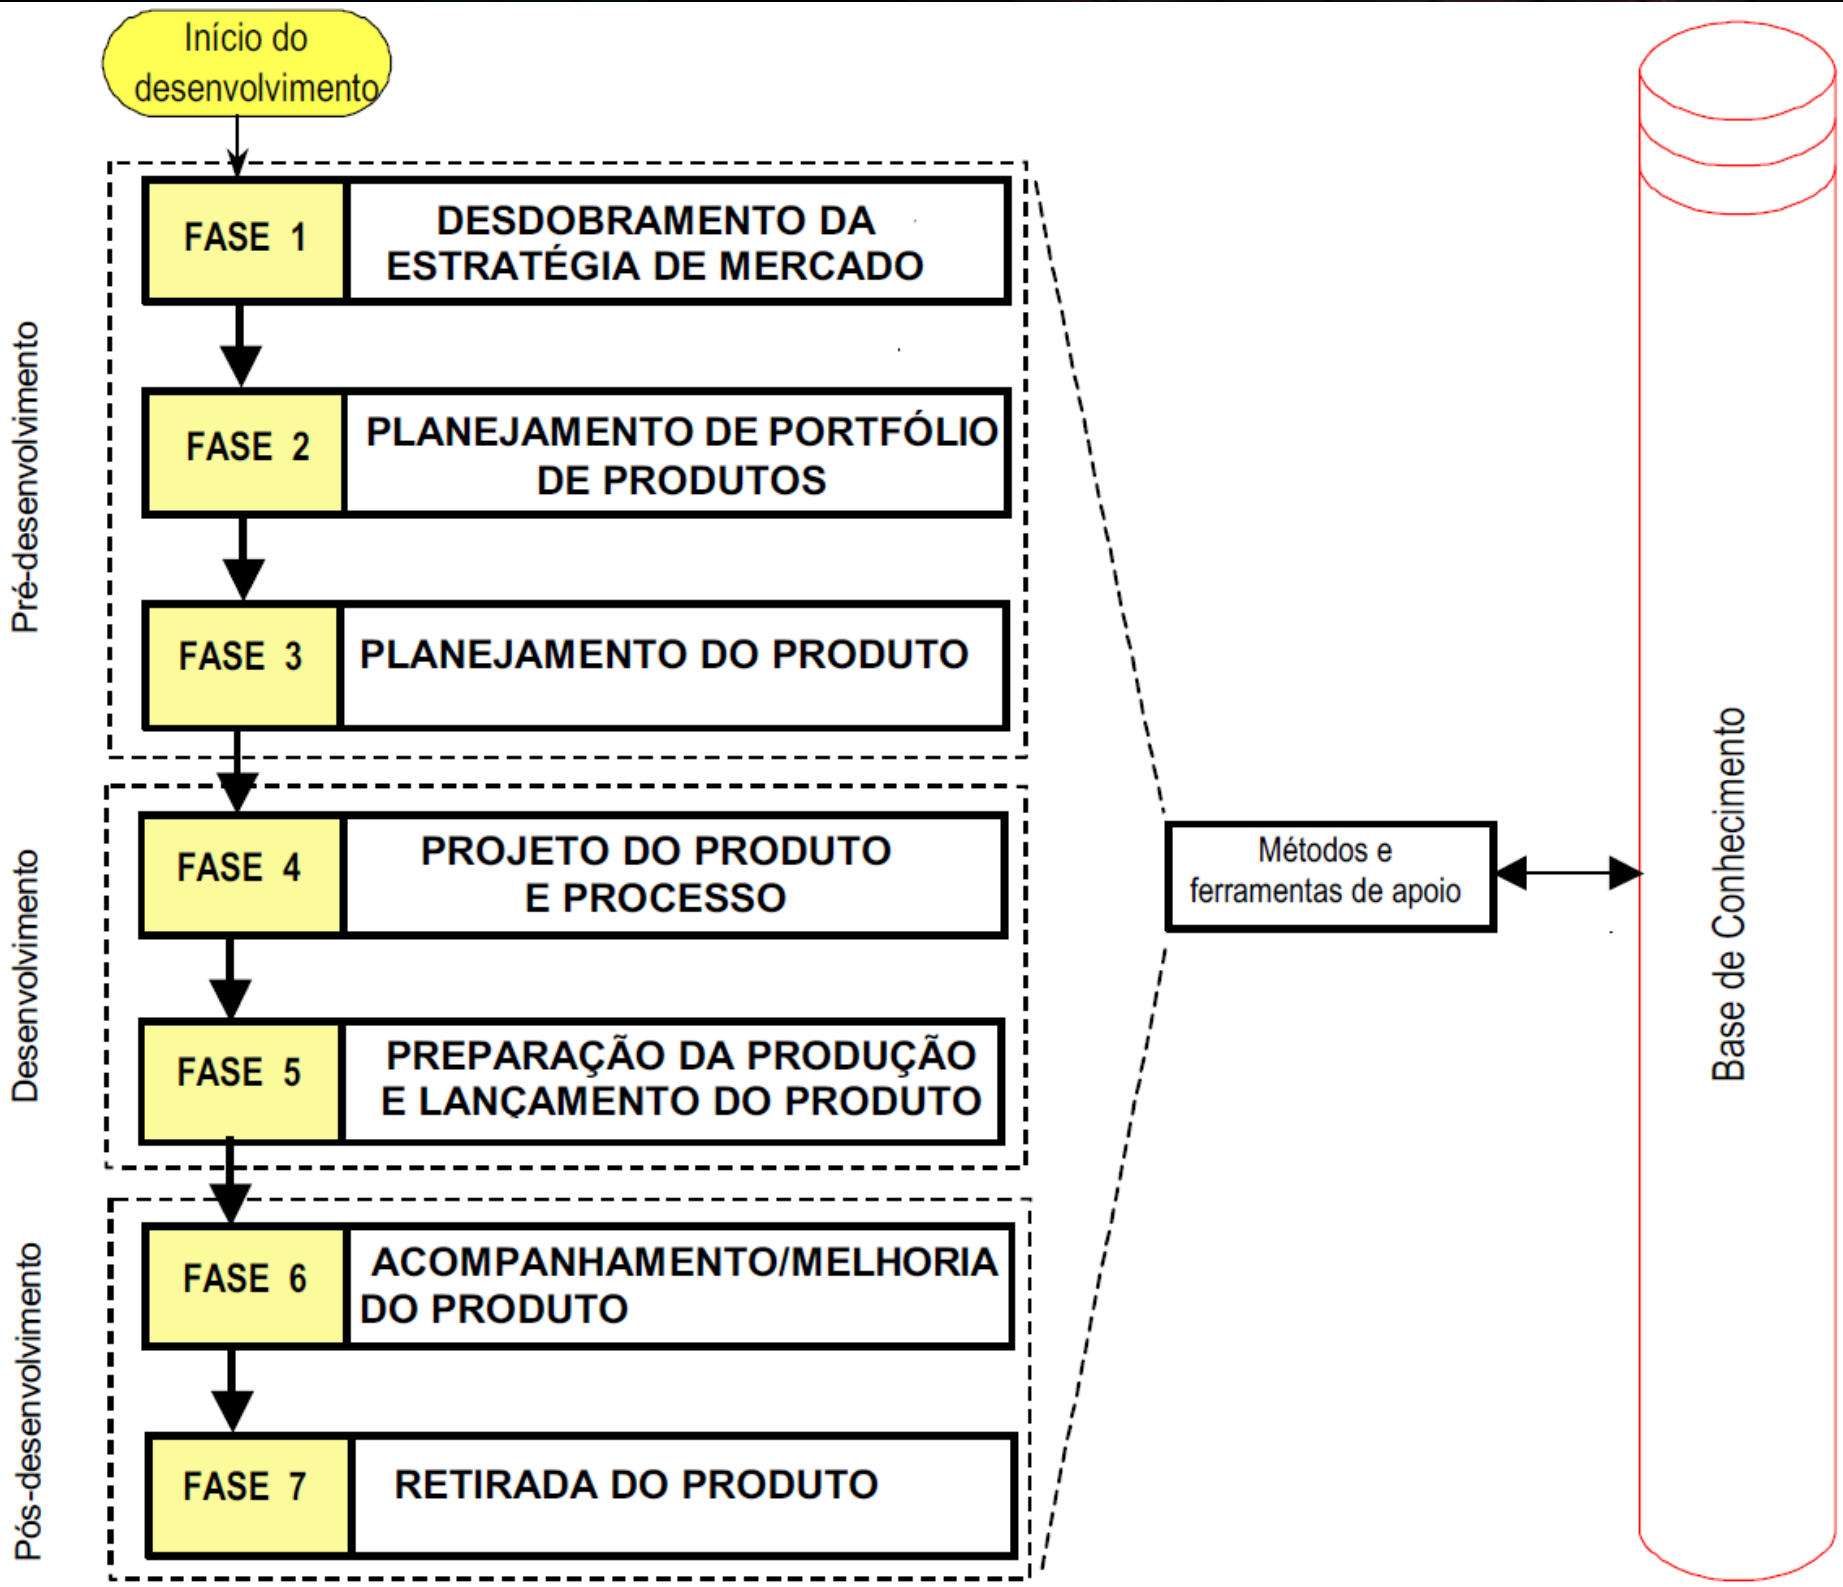 Início do
desenvolvimento
Pré-desenvolvimento
FASE 1
DESDOBRAMENTO DA
ESTRATÉGIA DE MERCADO
FASE 2
PLANEJAMENTO DE PORTFÓLIO
DE PRODUTOS
FASE 3
PLANEJAMENTO DO PRODUTO
Desenvolvimento
FASE 4
PROJETO DO PRODUTO
E PROCESSO
FASE 5
PREPARAÇÃO DA PRODUÇÃO
E LANÇAMENTO DO PRODUTO
Pós-desenvolvimento
FASE 6
ACOMPANHAMENTO/MELHORIA
DO PRODUTO
FASE 7
RETIRADA DO PRODUTO
Métodos e
ferramentas de apoio
Base de Conhecimento